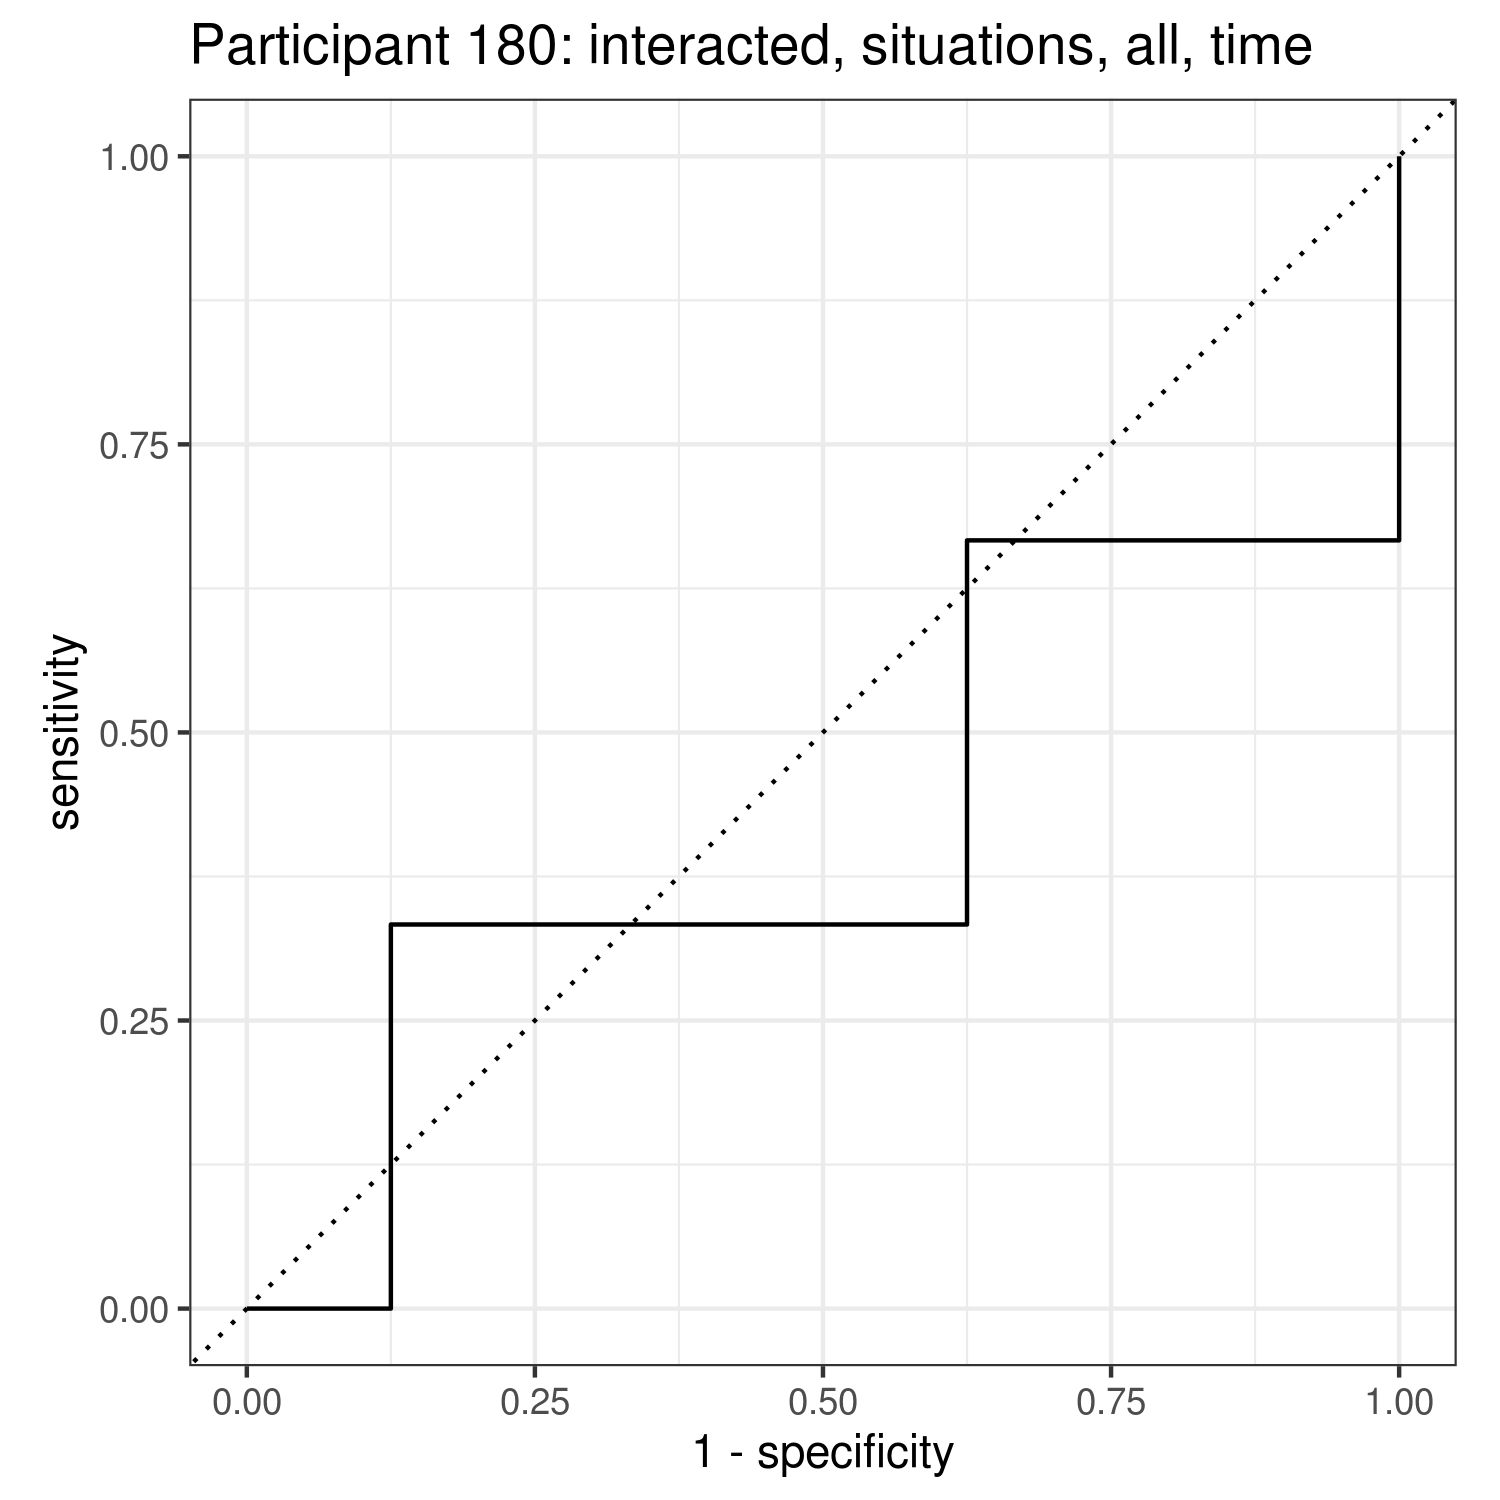 Participant 180: interacted, situations, all, time
1.00
0.75
0.50
0.25
0.00
sensitivity
0.00 0.25 0.50 0.75 1.00
1 - specificity